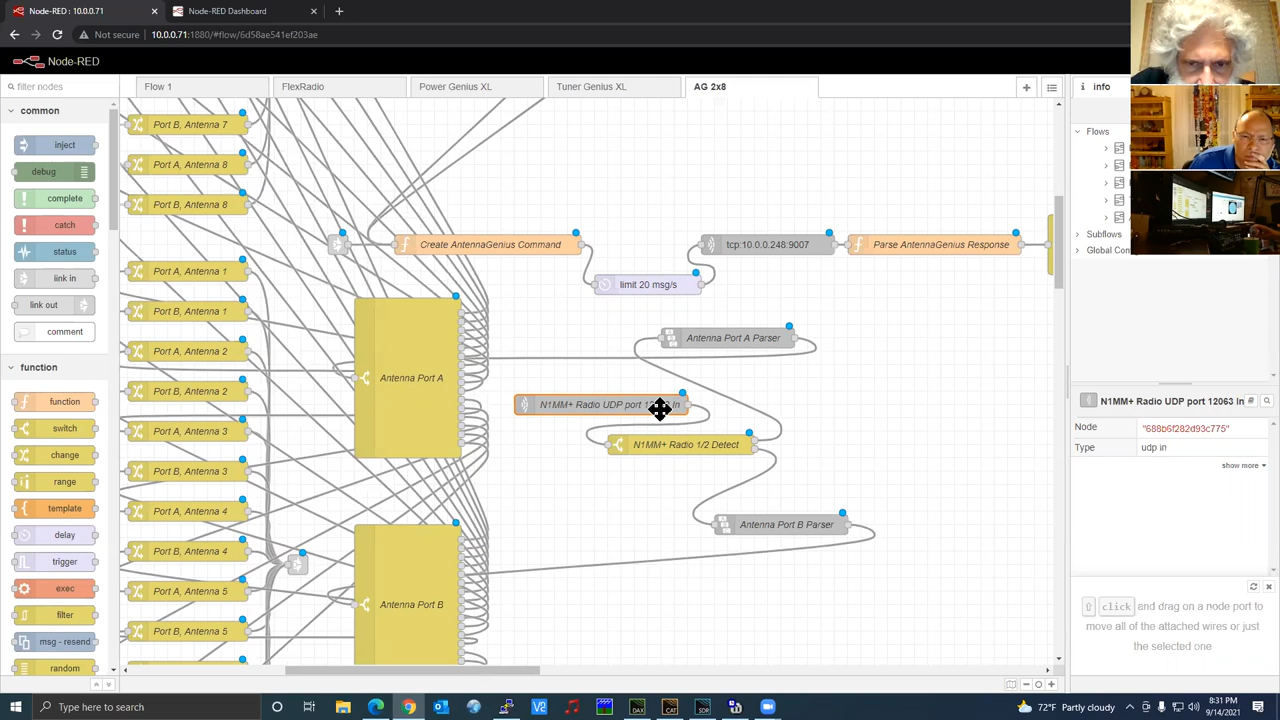 Node-RED : 10.0.0.71
Node-RED Dashboard
Not secure
10.0.0.71:1880/#flow/6d58ae541ef203ae
Node-RED
filter nodes
Flow 1
FlexRadio
Power Genius XL
Tuner Genius XL
AG 2x8
info
common
inject
debug
complete
catch
status
link in
link out
comment
function
function
switch
change
range
template
delay
trigger
exec
filter
msg - resend
random
Port B, Antenna 7
Port A, Antenna 8
Port B, Antenna 8
Port A, Antenna 1
Port B, Antenna 1
Port A, Antenna 2
Port B, Antenna 2
Port A, Antenna 3
Port B, Antenna 3
Port A, Antenna 4
Port B, Antenna 4
Port A, Antenna 5
Port B, Antenna 5
Antenna Port A
Antenna Port B
Create AntennaGenius Command
limit 20 msg/s
tcp:10.0.0.248:9007
Parse AntennaGenius Response
Antenna Port A Parser
N1MM+ Radio UDP port 12 In
N1MM+ Radio 1/2 Detect
Antenna Port B Parser
Flows
Subflows
Global Con
N1MM+ Radio UDP port 12063 In
Node "688b6f282d93c775"
Type udp in
show more
click and drag on a node port to
move all of the attached wires or just
the selected one
Type here to search
DAX
CAT
SDR
72°F Partly cloudy
8:31 PM
9/14/2021